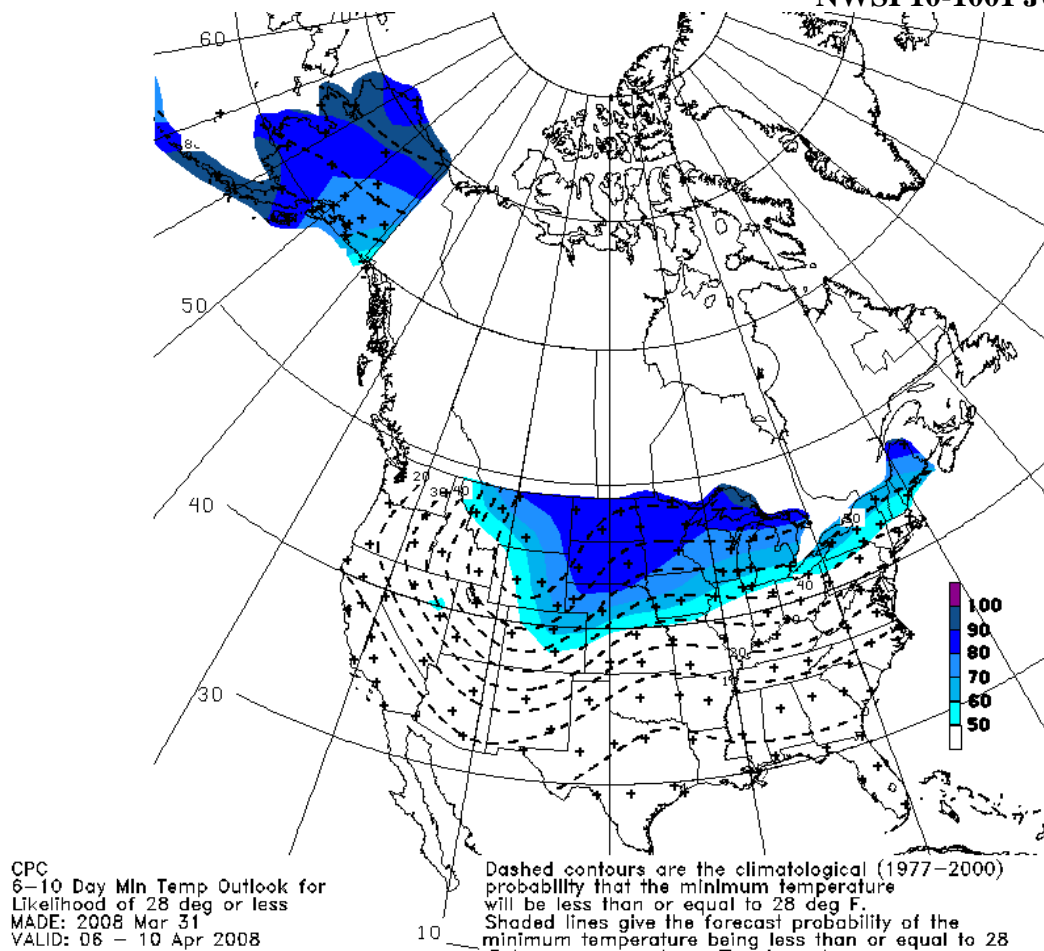 NWSI 10-1001
60
50
40
30
10
20
30
40
50
40
30
100
90
80
70
60
50
CPC
6-10 Day Min Temp Outlook for
Likelihood of 28 deg or less
MADE: 2008 Mar 31
VALID: 06 - 10 Apr 2008
Dashed contours are the climatological (1977-2000)
probability that the minimum temperature
will be less than or equal to 28 deg F.
Shaded lines give the forecast probability of the
minimum temperature being less than or equal to 28